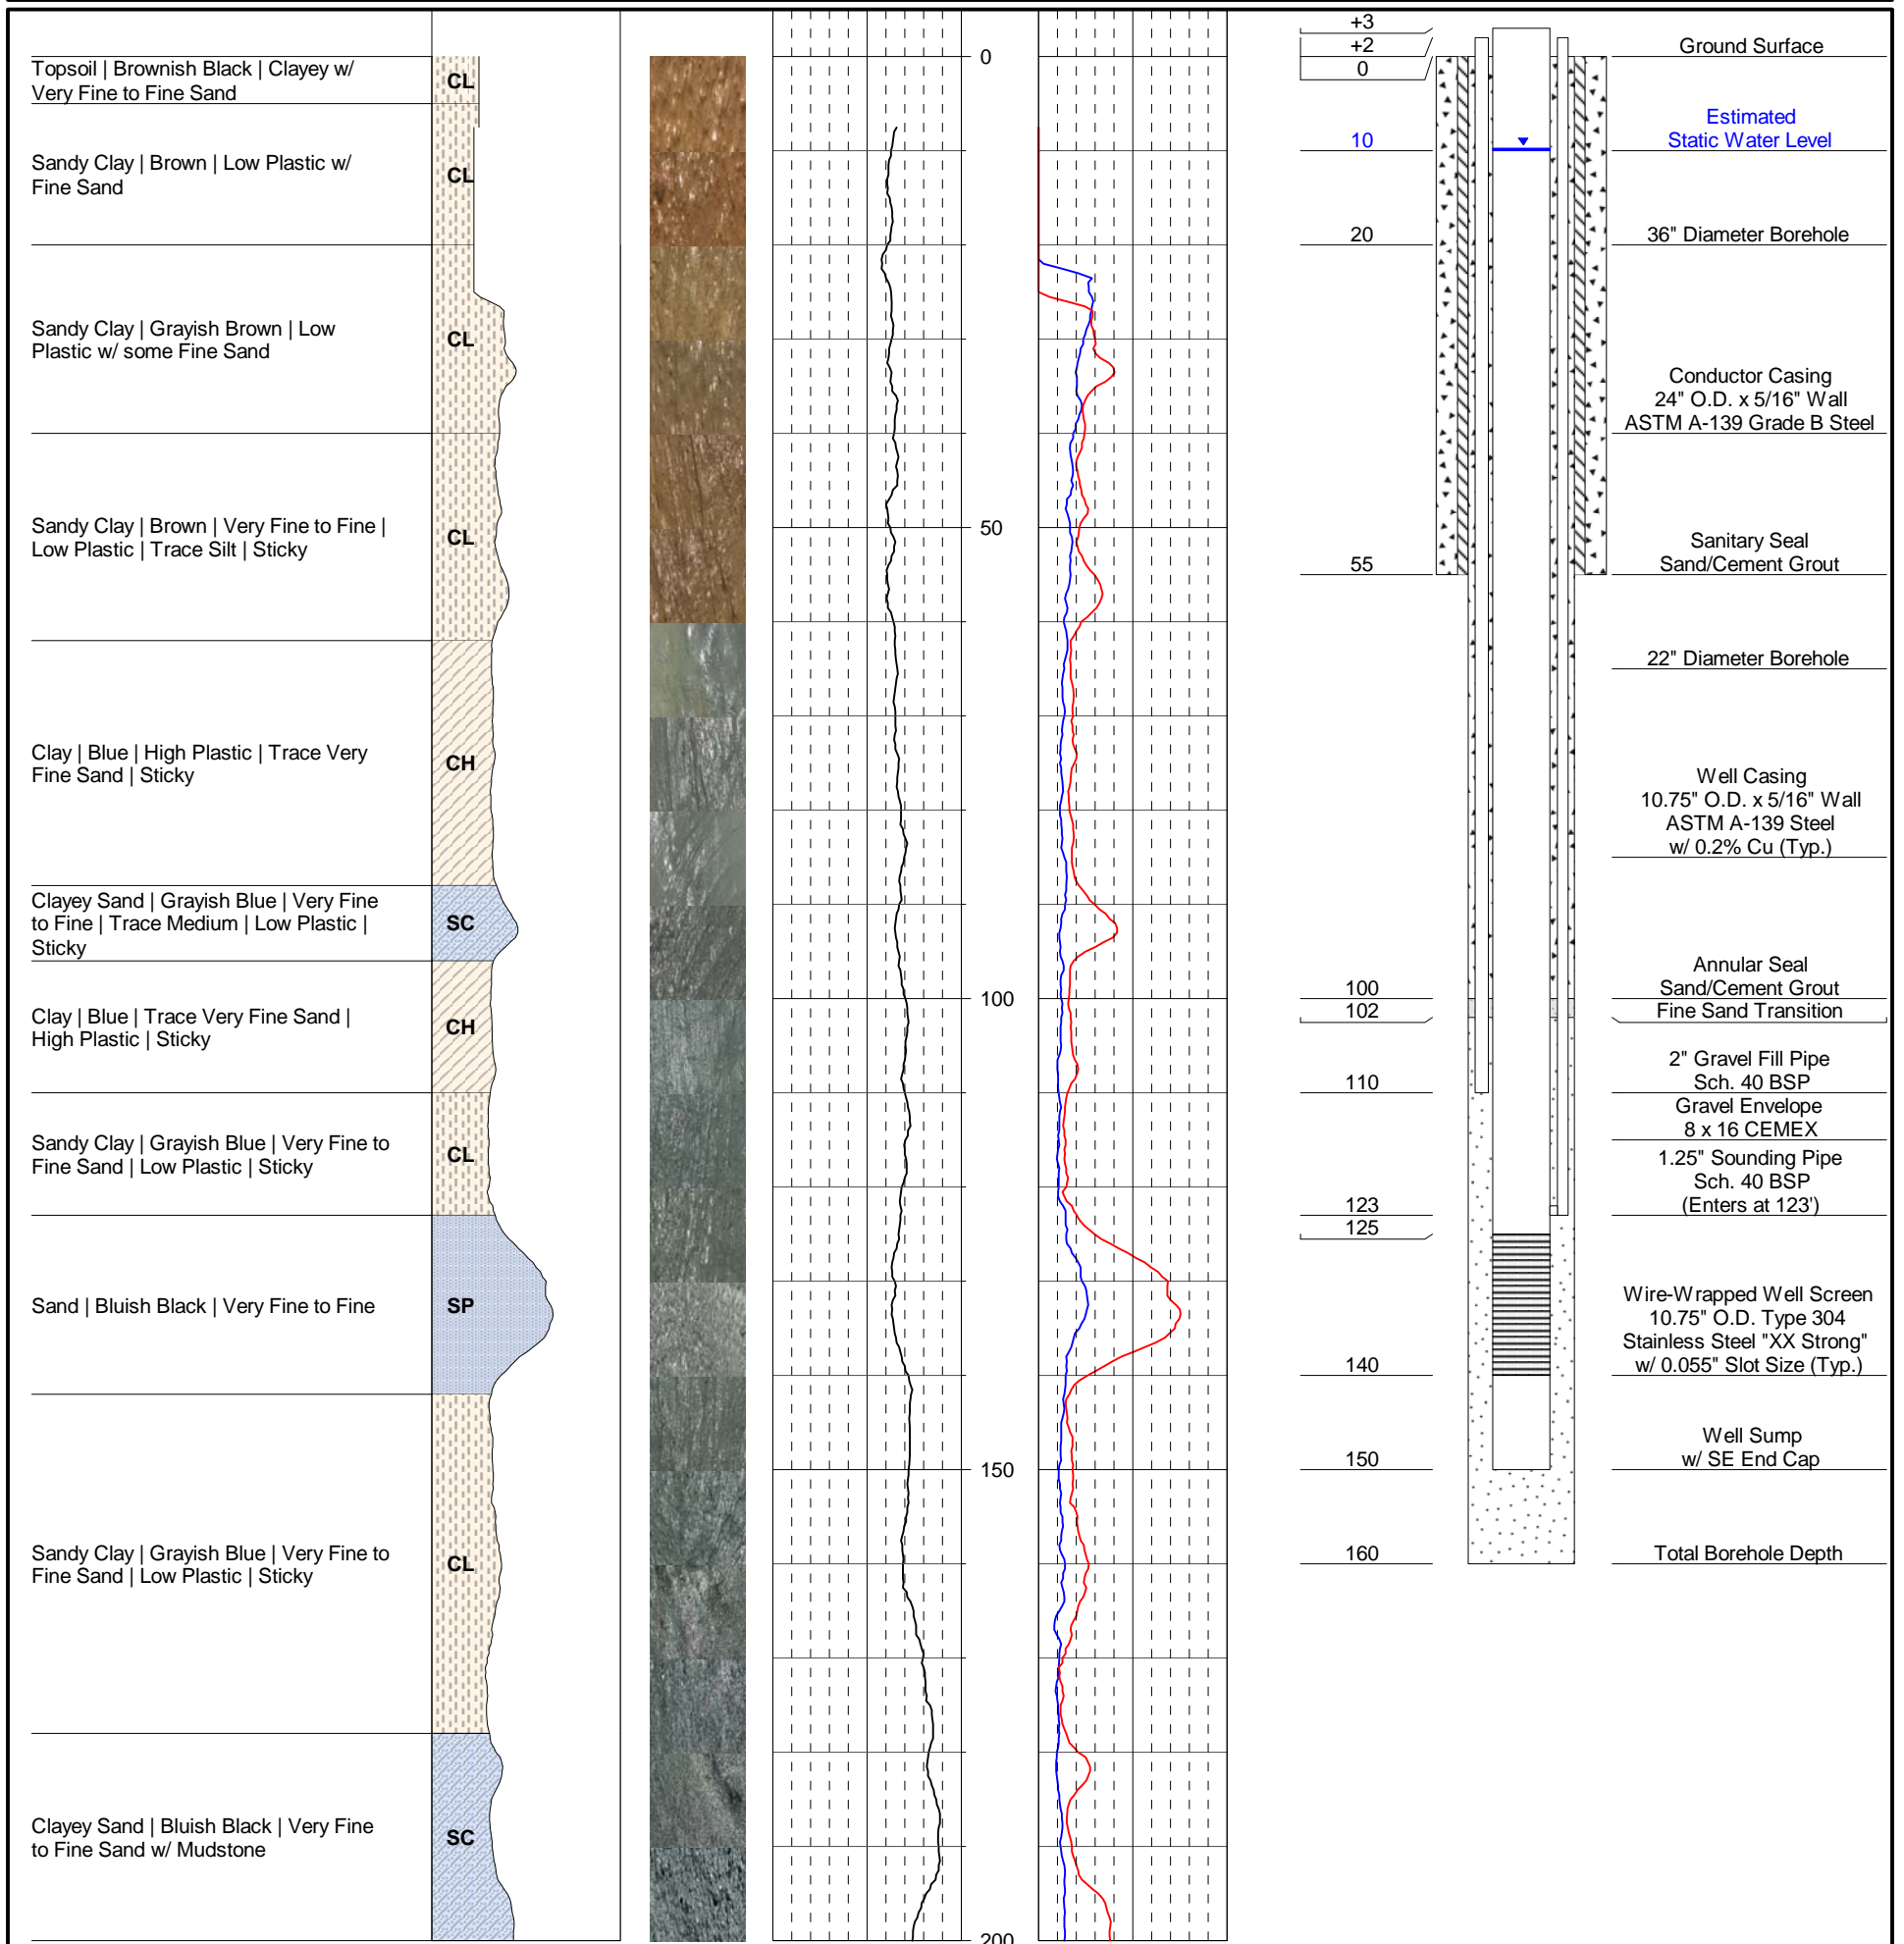 Topsoil | Brownish Black | Clayey w/
Very Fine to Fine Sand
CL
Sandy Clay | Brown | Low Plastic w/
Fine Sand
CL
Sandy Clay | Grayish Brown | Low
Plastic w/ some Fine Sand
CL
Sandy Clay | Brown | Very Fine to Fine |
Low Plastic | Trace Silt | Sticky
CL
Clay | Blue | High Plastic | Trace Very
Fine Sand | Sticky
CH
Clayey Sand | Grayish Blue | Very Fine
to Fine | Trace Medium | Low Plastic |
Sticky
SC
Clay | Blue | Trace Very Fine Sand |
High Plastic | Sticky
CH
Sandy Clay | Grayish Blue | Very Fine to
Fine Sand | Low Plastic | Sticky
CL
Sand | Bluish Black | Very Fine to Fine
SP
Sandy Clay | Grayish Blue | Very Fine to
Fine Sand | Low Plastic | Sticky
CL
Clayey Sand | Bluish Black | Very Fine
to Fine Sand w/ Mudstone
SC
0
50
100
150
200
+3
+2
0
Ground Surface
10
Estimated
Static Water Level
20
36" Diameter Borehole
Conductor Casing
24" O.D. x 5/16" Wall
ASTM A-139 Grade B Steel
55
Sanitary Seal
Sand/Cement Grout
22" Diameter Borehole
Well Casing
10.75" O.D. x 5/16" Wall
ASTM A-139 Steel
w/ 0.2% Cu (Typ.)
100
Annular Seal
Sand/Cement Grout
102
Fine Sand Transition
110
2" Gravel Fill Pipe
Sch. 40 BSP
Gravel Envelope
8 x 16 CEMEX
123
1.25" Sounding Pipe
Sch. 40 BSP
(Enters at 123')
125
140
Wire-Wrapped Well Screen
10.75" O.D. Type 304
Stainless Steel "XX Strong"
w/ 0.055" Slot Size (Typ.)
150
Well Sump
w/ SE End Cap
160
Total Borehole Depth